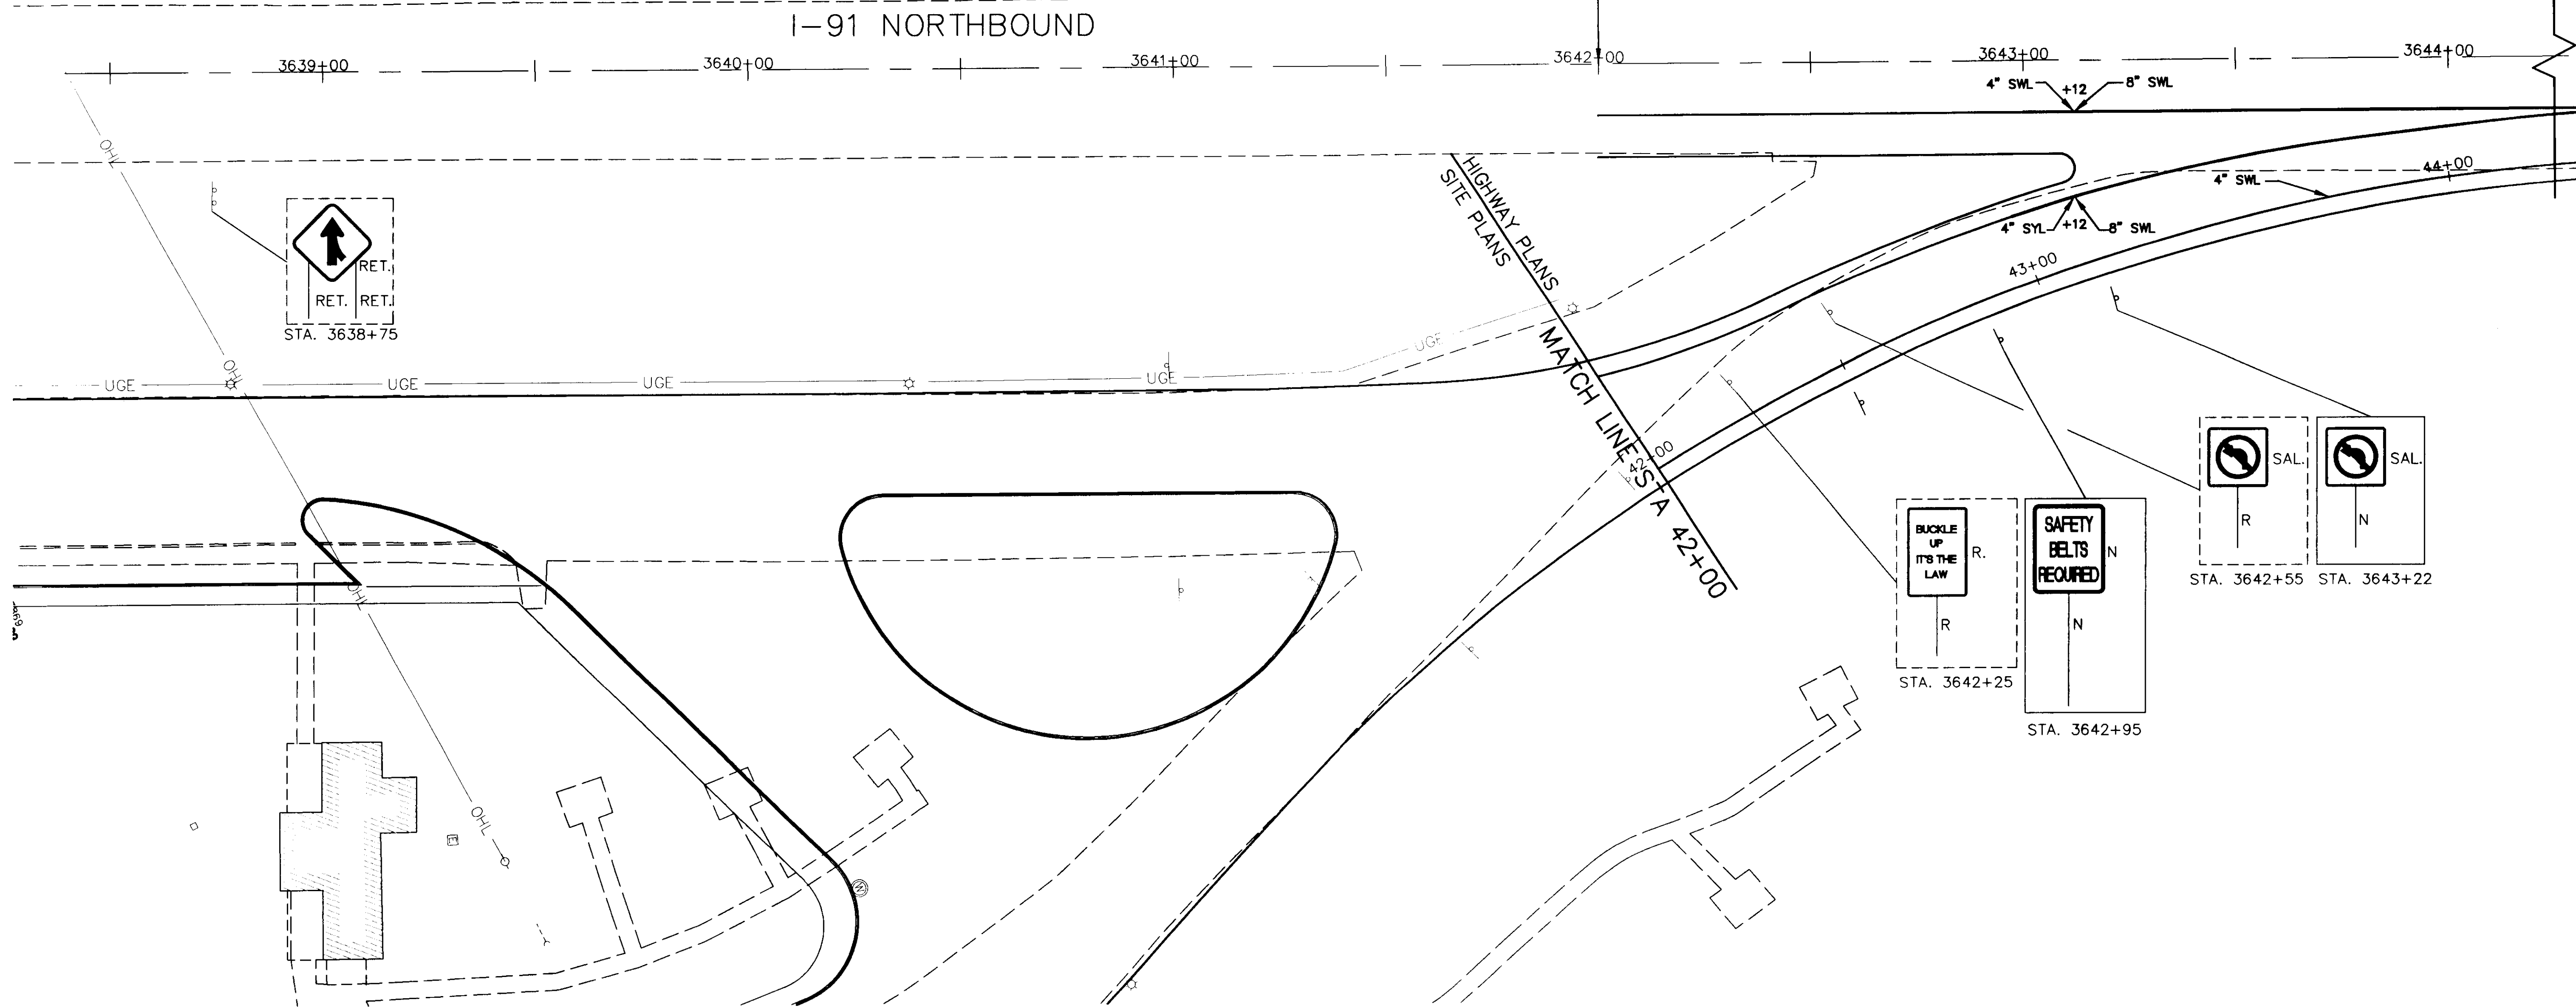 I-91 NORTHBOUND
3639+00
3640+00
3641+00
3642+00
3643+00
3644+00
4" SWL
+12
8" SWL
OHL
HIGHWAY PLANS
SITE PLANS
44+00
4" SWL
4" SYL
+12
8" SWL
RET.
RET.
RET.
STA. 3638+75
43+00
UGE
MATCH LINE STA 42+00
OHL
UGE
UGE
UGE
UGE
42+00
SAL.
R
STA. 3642+55
SAL.
N
STA. 3643+22
BUCKLE
UP
IT'S THE
LAW
R.
R
STA. 3642+25
SAFETY
BELTS
REQUIRED
N
N
STA. 3642+95
OHL
OHL
E
W